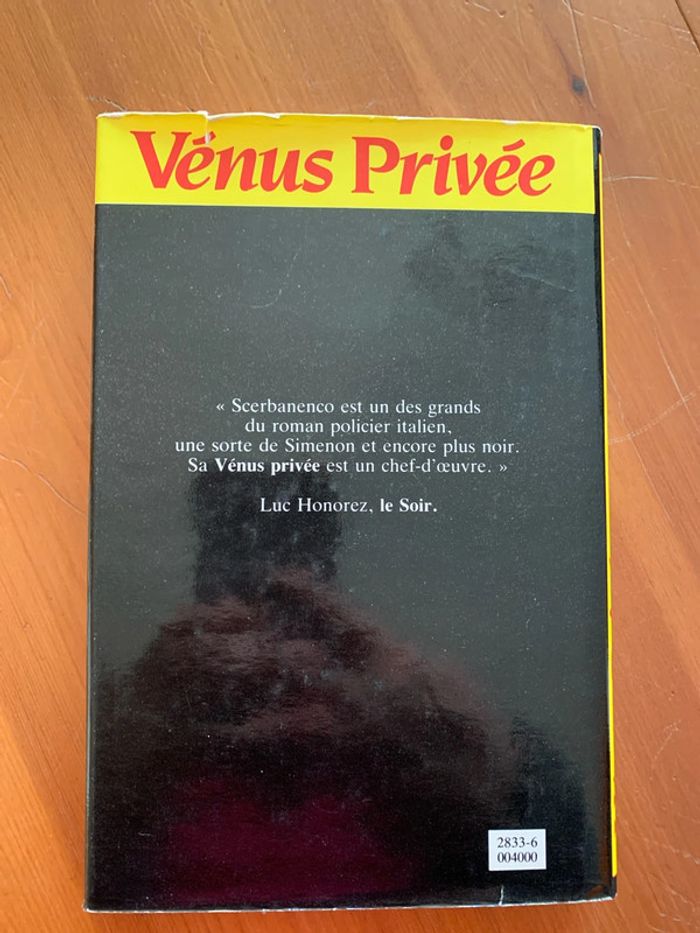 Vénus Privée
« Scerbanenco est un des grands
du roman policier italien,
une sorte de Simenon et encore plus noir.
Sa Vénus privée est un chef-d'œuvre. »
Luc Honorez, le Soir.
2833-6
004000